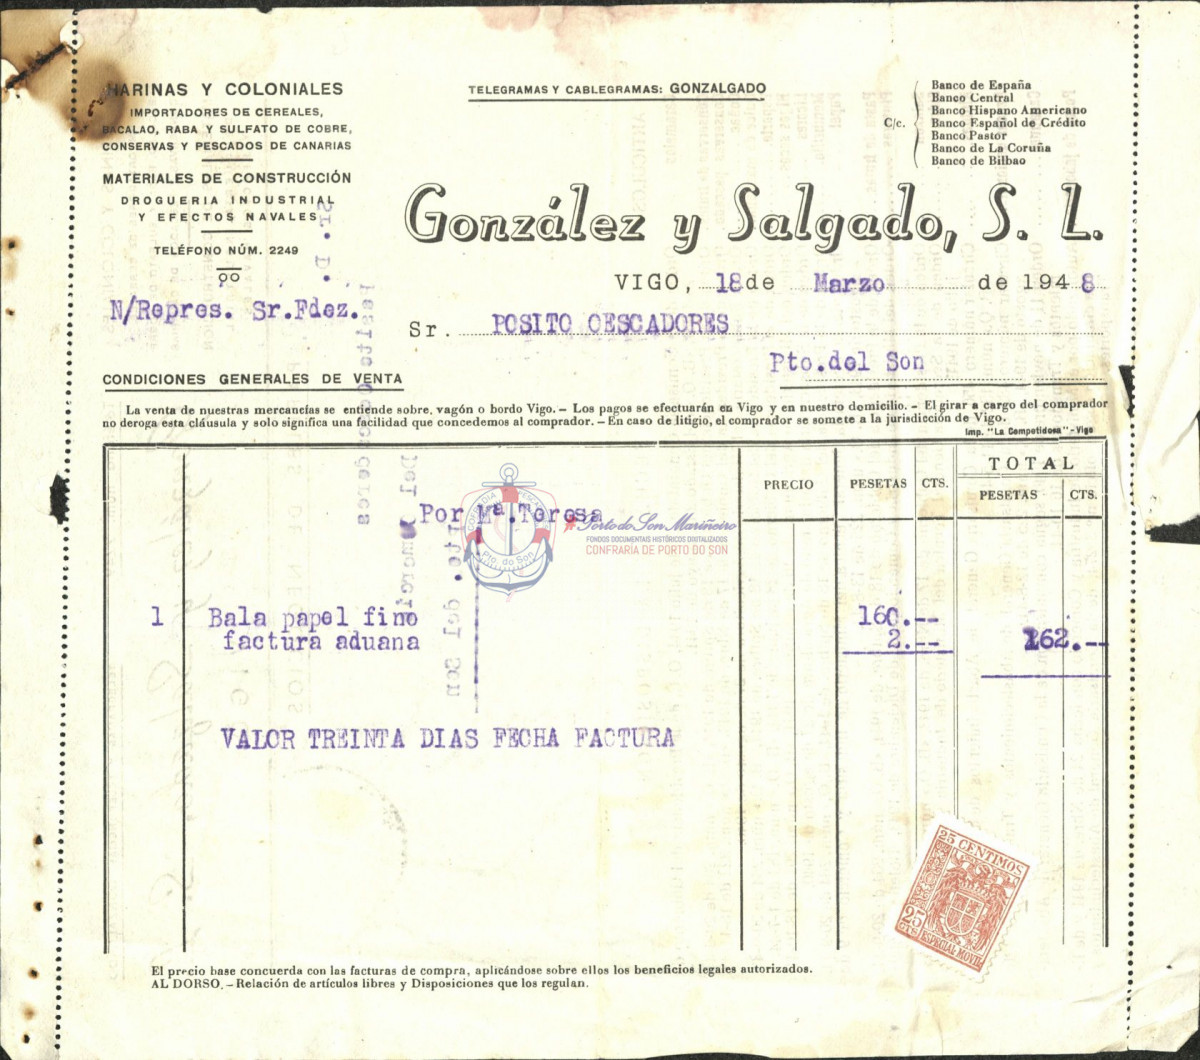 HARINAS Y COLONIALES
IMPORTADORES DE CEREALES,
BACALAO, RABA Y SULFATO DE COBRE,
CONSERVAS Y PESCADOS DE CANARIAS
MATERIALES DE CONSTRUCCIÓN
DROGUERIA INDUSTRIAL
Y EFECTOS NAVALES
TELÉFONO NÚM. 2249
N/Repres. Sr.Fdez.
TELEGRAMAS Y CABLEGRAMAS: GONZALGADO
C/c.
Banco de España
Banco Central
Banco Hispano Americano
Banco Español de Crédito
Banco Pastor
Banco de La Coruña
Banco de Bilbao
González y Salgado, S. L.
VIGO, 18 de Marzo de 1948
Sr. POSITO OESCADORES
Pto.del Son
CONDICIONES GENERALES DE VENTA
La venta de nuestras mercancías se entiende sobre, vagón o bordo Vigo. – Los pagos se efectuarán en Vigo y en nuestro domicilio. – El girar a cargo del comprador
no deroga esta cláusula y solo significa una facilidad que concedemos al comprador. – En caso de litigio, el comprador se somete a la jurisdicción de Vigo.
Imp. "La Competidora" - Vigo
PRECIO PESETAS CTS. TOTAL
PESETAS CTS.
Por Mª.Teresa
COFRADIA PESCADORES
Pto. do Son
#PortodoSonMariñeiro
FONDOS DOCUMENTAIS HISTÓRICOS DIXITALIZADOS
CONFRARÍA DE PORTO DO SON
1 Bala papel fino 160.--
factura aduana 2.-- 162.--
VALOR TREINTA DIAS FECHA FACTURA
25 CENTIMOS
25 CTS
ESPECIAL MOVIL
El precio base concuerda con las facturas de compra, aplicándose sobre ellos los beneficios legales autorizados.
AL DORSO. – Relación de artículos libres y Disposiciones que los regulan.